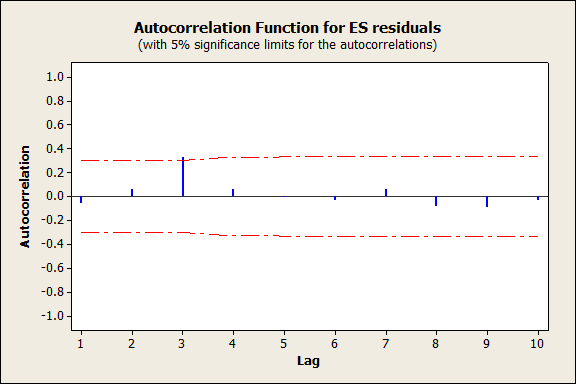 Autocorrelation Function for ES residuals
(with 5% significance limits for the autocorrelations)
1.0
0.8
0.6
0.4
0.2
0.0
-0.2
-0.4
-0.6
-0.8
-1.0
Autocorrelation
1 2 3 4 5 6 7 8 9 10
Lag